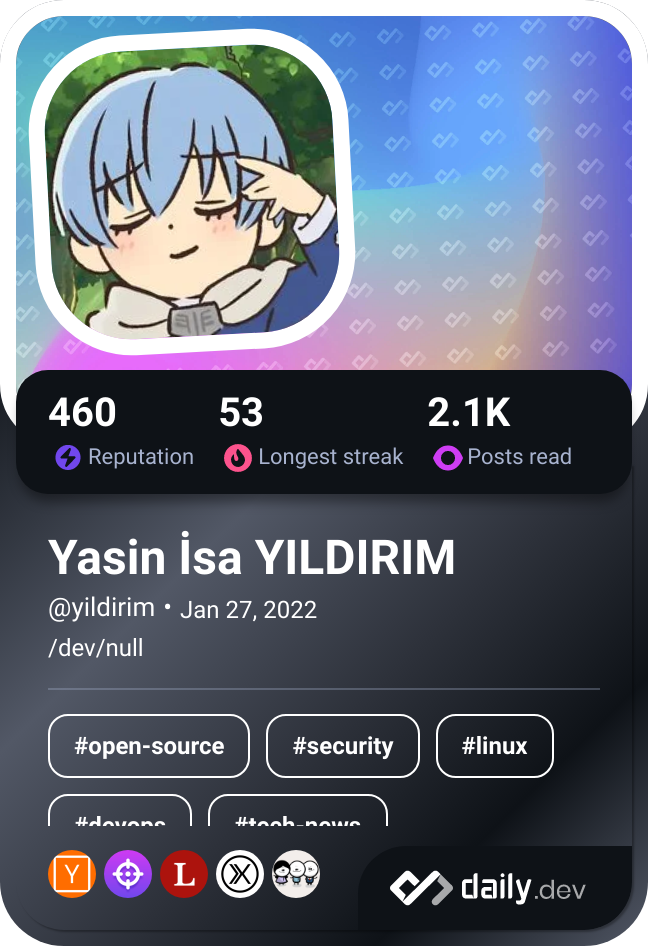 460 53 2.1K
Reputation Longest streak Posts read
Yasin İsa YILDIRIM
@yildirim • Jan 27, 2022
/dev/null
#open-source #security #linux
#devops #tech-news
Y L
daily.dev